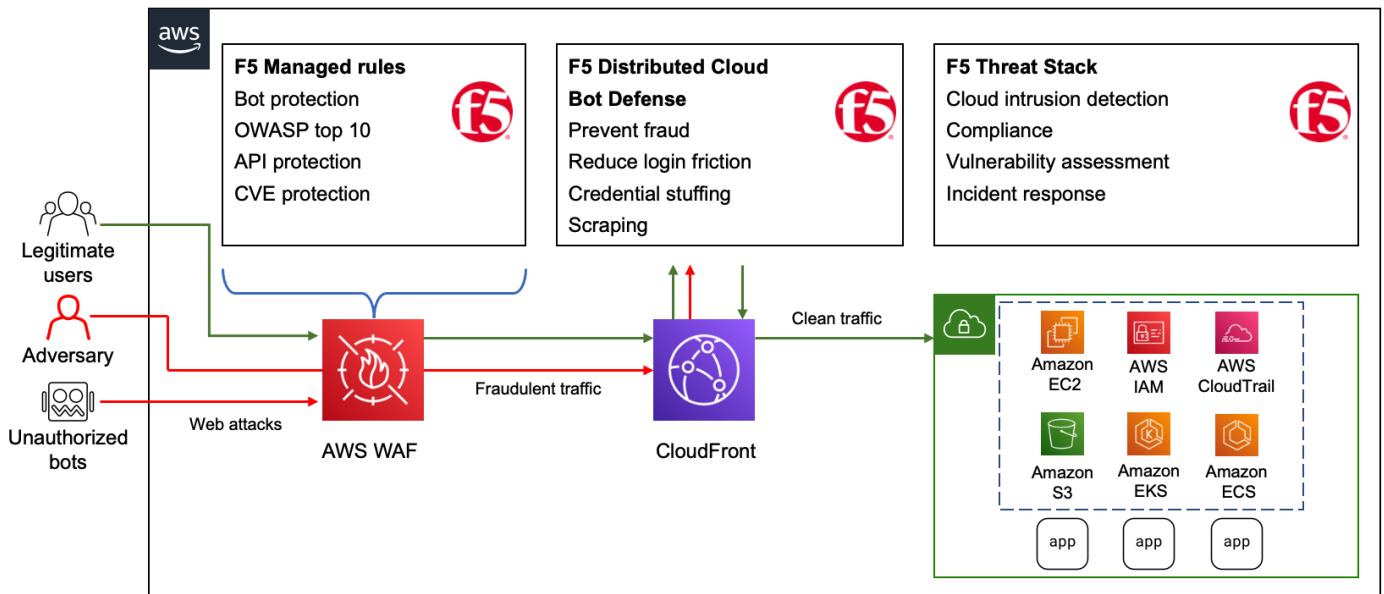 aws
F5 Managed rules
Bot protection
OWASP top 10
API protection
CVE protection
f5
F5 Distributed Cloud
Bot Defense
Prevent fraud
Reduce login friction
Credential stuffing
Scraping
f5
F5 Threat Stack
Cloud intrusion detection
Compliance
Vulnerability assessment
Incident response
f5
Legitimate
users
Adversary
Unauthorized
bots
Web attacks
AWS WAF
Fraudulent traffic
CloudFront
Clean traffic
Amazon
EC2
AWS
IAM
AWS
CloudTrail
Amazon
S3
K
Amazon
EKS
Amazon
ECS
app
app
app